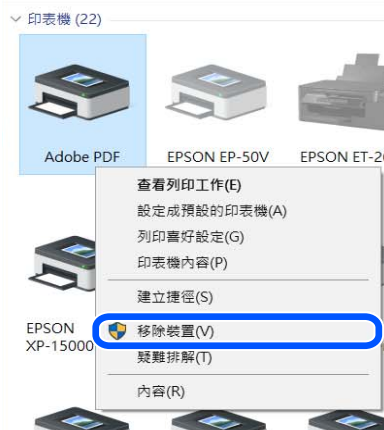 印表機 (22)
Adobe PDF
EPSON EP-50V
EPSON ET-2
查看列印工作(E)
設定成預設的印表機(A)
列印喜好設定(G)
印表機內容(P)
建立捷徑(S)
EPSON
XP-15000
移除裝置(V)
疑難排解(T)
內容(R)